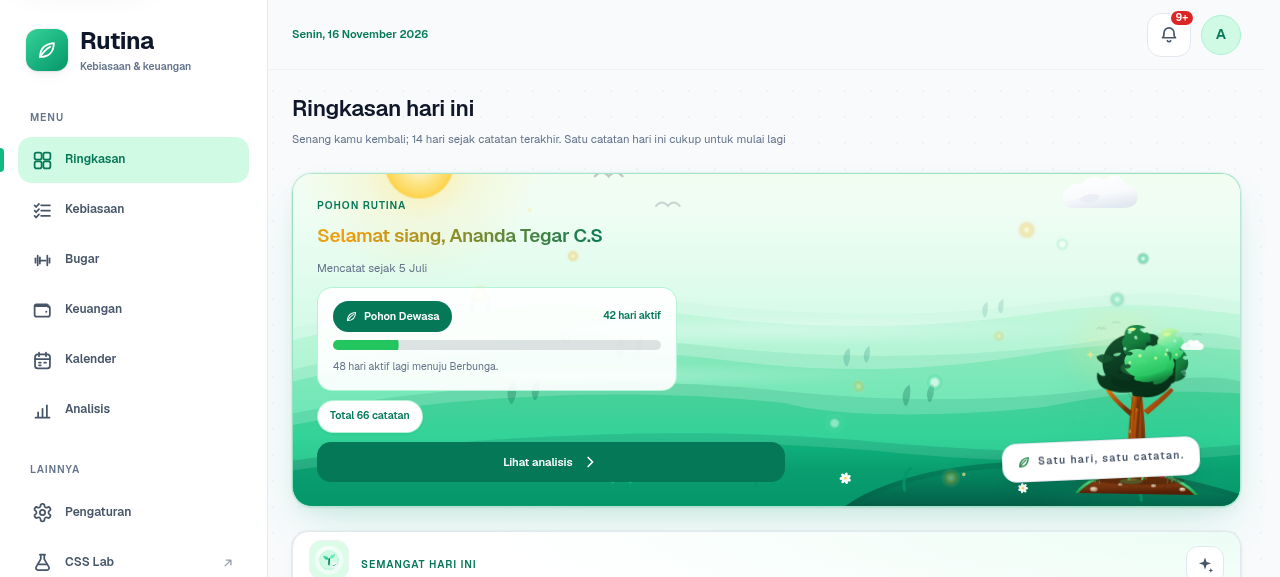 Rutina
Kebiasaan & keuangan
MENU
Ringkasan
Kebiasaan
Bugar
Keuangan
Kalender
Analisis
LAINNYA
Pengaturan
CSS Lab
Senin, 16 November 2026
9+
A
Ringkasan hari ini
Senang kamu kembali; 14 hari sejak catatan terakhir. Satu catatan hari ini cukup untuk mulai lagi
POHON RUTINA
Selamat siang, Ananda Tegar C.S
Mencatat sejak 5 Juli
Pohon Dewasa
42 hari aktif
48 hari aktif lagi menuju Berbunga.
Total 66 catatan
Lihat analisis
Satu hari, satu catatan.
SEMANGAT HARI INI